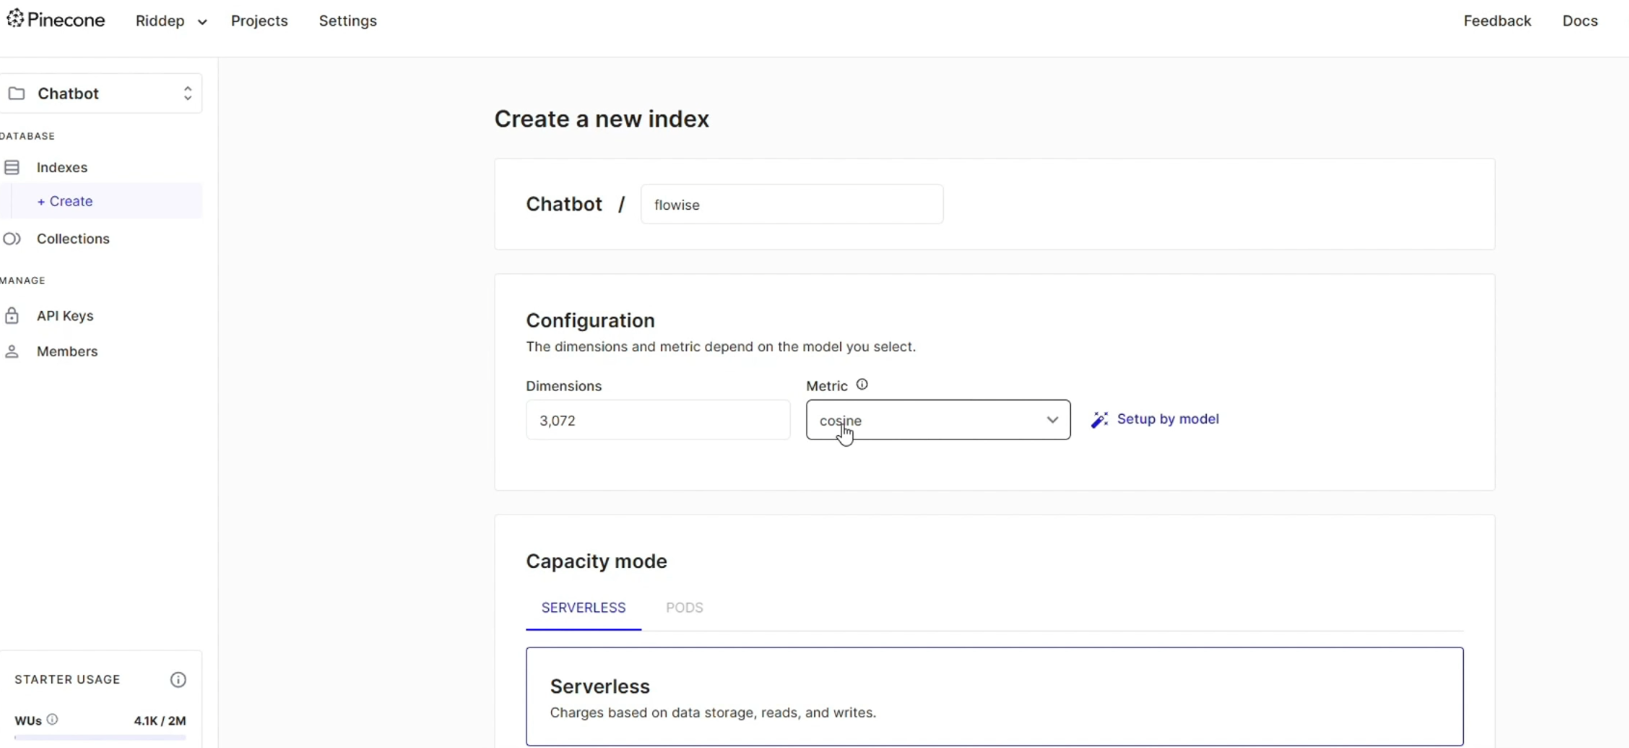 Pinecone Riddep Projects Settings Feedback Docs
Chatbot
DATABASE
Indexes
+ Create
Collections
MANAGE
API Keys
Members
STARTER USAGE
WUs 4.1K / 2M
Create a new index
Chatbot / flowise
Configuration
The dimensions and metric depend on the model you select.
Dimensions Metric
3,072 cosine Setup by model
Capacity mode
SERVERLESS PODS
Serverless
Charges based on data storage, reads, and writes.